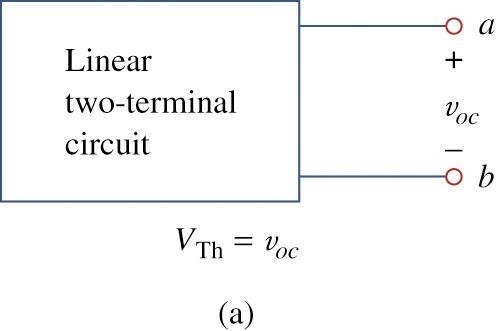 Linear
two-terminal
circuit
a
+
v_oc
−
b
V_Th = v_oc
(a)